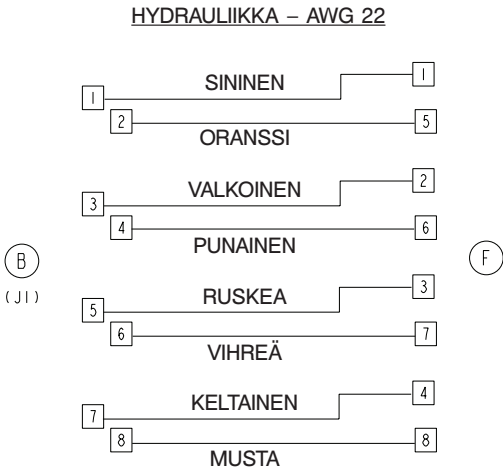 HYDRAULIIKKA – AWG 22
SININEN
1 1
2 5
ORANSSI
VALKOINEN
3 2
4 6
PUNAINEN
B F
(J1)
RUSKEA
5 3
6 7
VIHREÄ
KELTAINEN
7 4
8 8
MUSTA